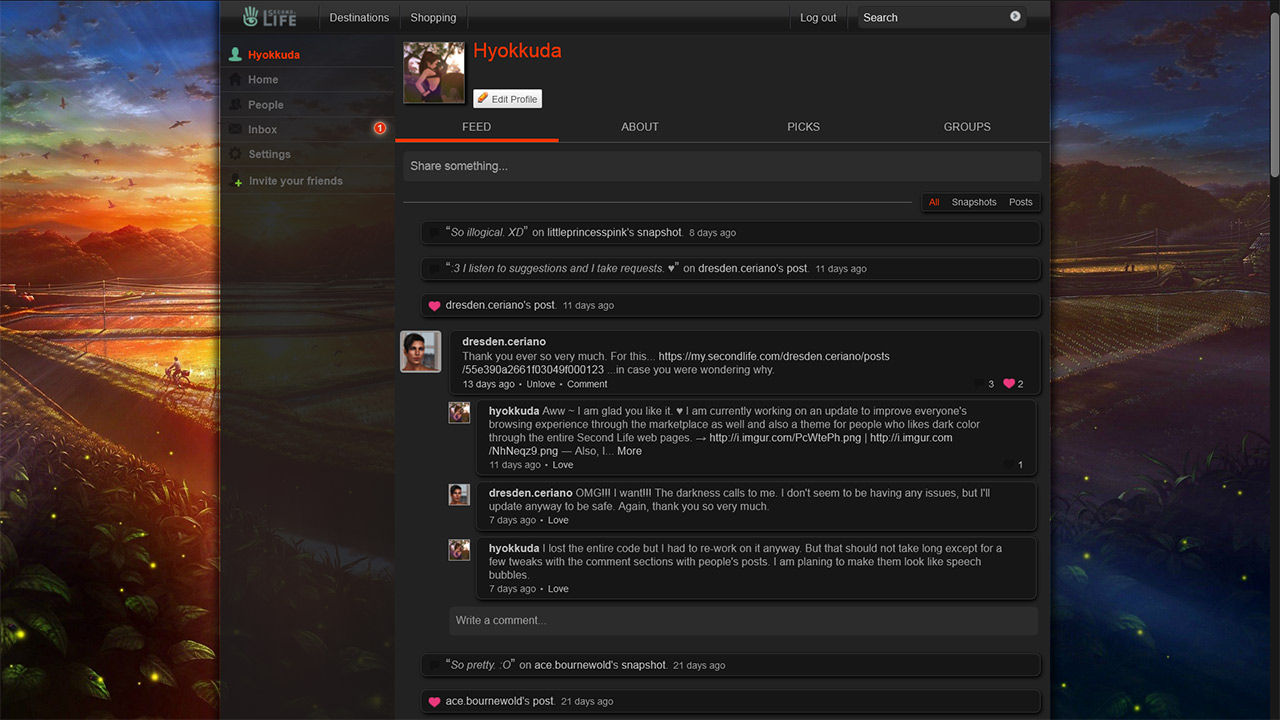 SECOND LIFE
Destinations
Shopping
Log out
Search
Hyokkuda
Home
People
Inbox
1
Settings
Invite your friends
Hyokkuda
Edit Profile
FEED
ABOUT
PICKS
GROUPS
Share something...
All
Snapshots
Posts
“So illogical. XD” on littleprincesspink's snapshot. 8 days ago
“:3 I listen to suggestions and I take requests. ♥” on dresden.ceriano's post. 11 days ago
dresden.ceriano's post. 11 days ago
dresden.ceriano
Thank you ever so very much. For this... https://my.secondlife.com/dresden.ceriano/posts
/55e390a2661f03049f000123 ...in case you were wondering why.
13 days ago • Unlove • Comment
3
2
hyokkuda Aww ~ I am glad you like it. ♥ I am currently working on an update to improve everyone's
browsing experience through the marketplace as well and also a theme for people who likes dark color
through the entire Second Life web pages. → http://i.imgur.com/PcWtePh.png | http://i.imgur.com
/NhNeqz9.png — Also, I... More
11 days ago • Love
1
dresden.ceriano OMG!!! I want!!! The darkness calls to me. I don't seem to be having any issues, but I'll
update anyway to be safe. Again, thank you so very much.
7 days ago • Love
hyokkuda I lost the entire code but I had to re-work on it anyway. But that should not take long except for a
few tweaks with the comment sections with people's posts. I am planing to make them look like speech
bubbles.
7 days ago • Love
Write a comment...
“So pretty. :O” on ace.bournewold's snapshot. 21 days ago
ace.bournewold's post. 21 days ago